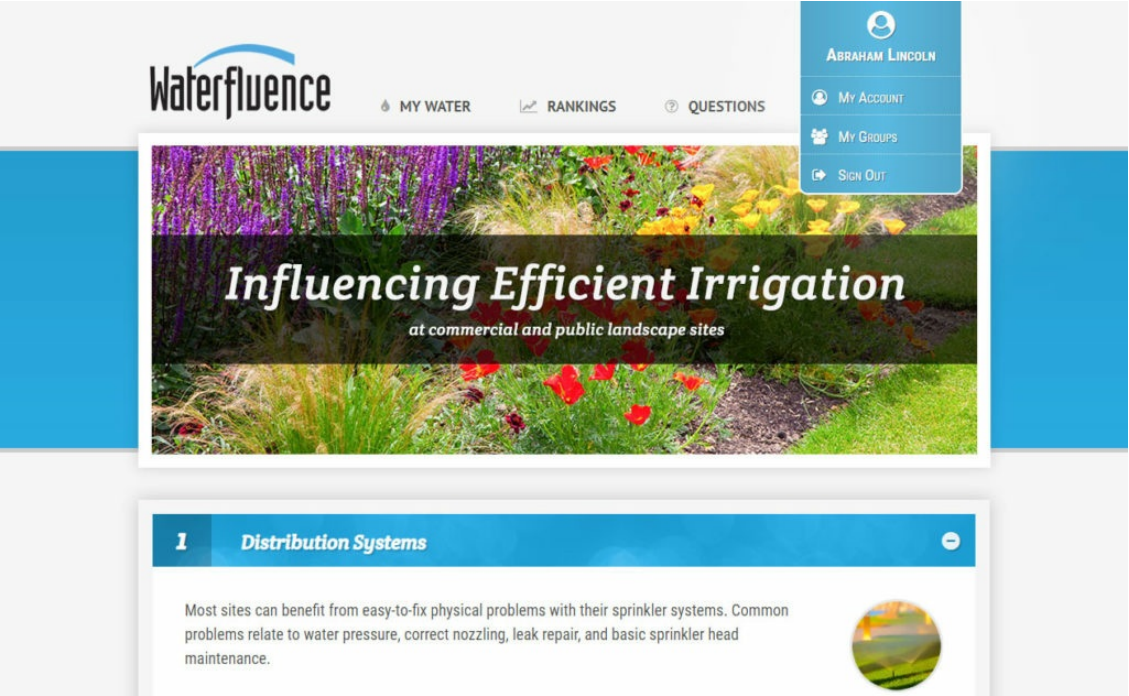 Abraham Lincoln
Waterfluence
MY WATER
RANKINGS
QUESTIONS
My Account
My Groups
Sign Out
Influencing Efficient Irrigation
at commercial and public landscape sites
1 Distribution Systems
Most sites can benefit from easy-to-fix physical problems with their sprinkler systems. Common
problems relate to water pressure, correct nozzling, leak repair, and basic sprinkler head
maintenance.